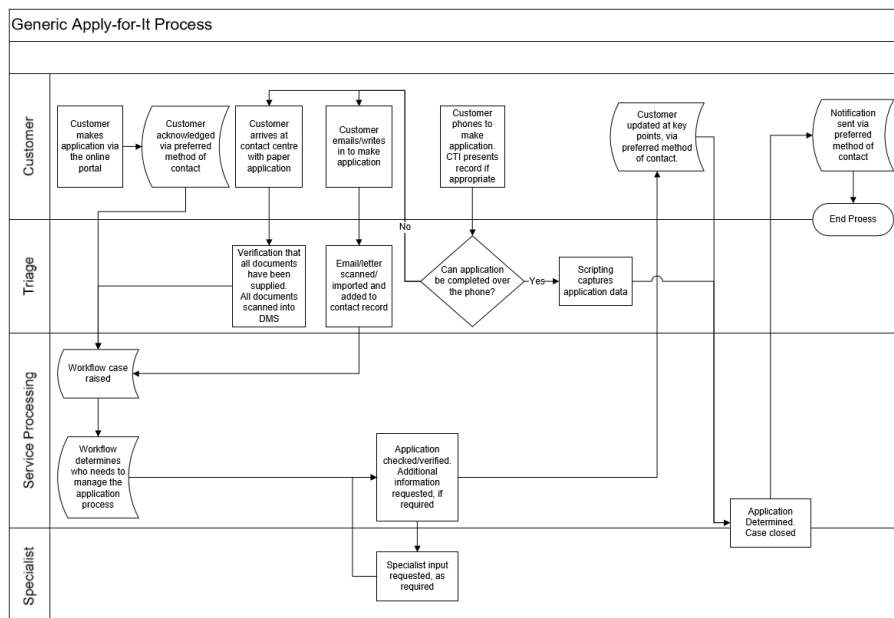 Generic Apply-for-It Process
Customer
Customer
makes
application via
the online
portal
Customer
acknowledged
via preferred
method of
contact
Customer
arrives at
contact centre
with paper
application
Customer
emails/writes
in to make
application
Customer
phones to
make
application.
CTI presents
record if
appropriate
Customer
updated at key
points, via
preferred
method of
contact.
Notification
sent via
preferred
method of
contact
End Proess
Triage
Verification that
all documents
have been
supplied.
All documents
scanned into
DMS
Email/letter
scanned/
imported and
added to
contact record
No
Can application
be completed over
the phone?
Yes
Scripting
captures
application data
Service Processing
Workflow case
raised
Workflow
determines
who needs to
manage the
application
process
Application
checked/verified.
Additional
information
requested, if
required
Application
Determined.
Case closed
Specialist
Specialist input
requested, as
required